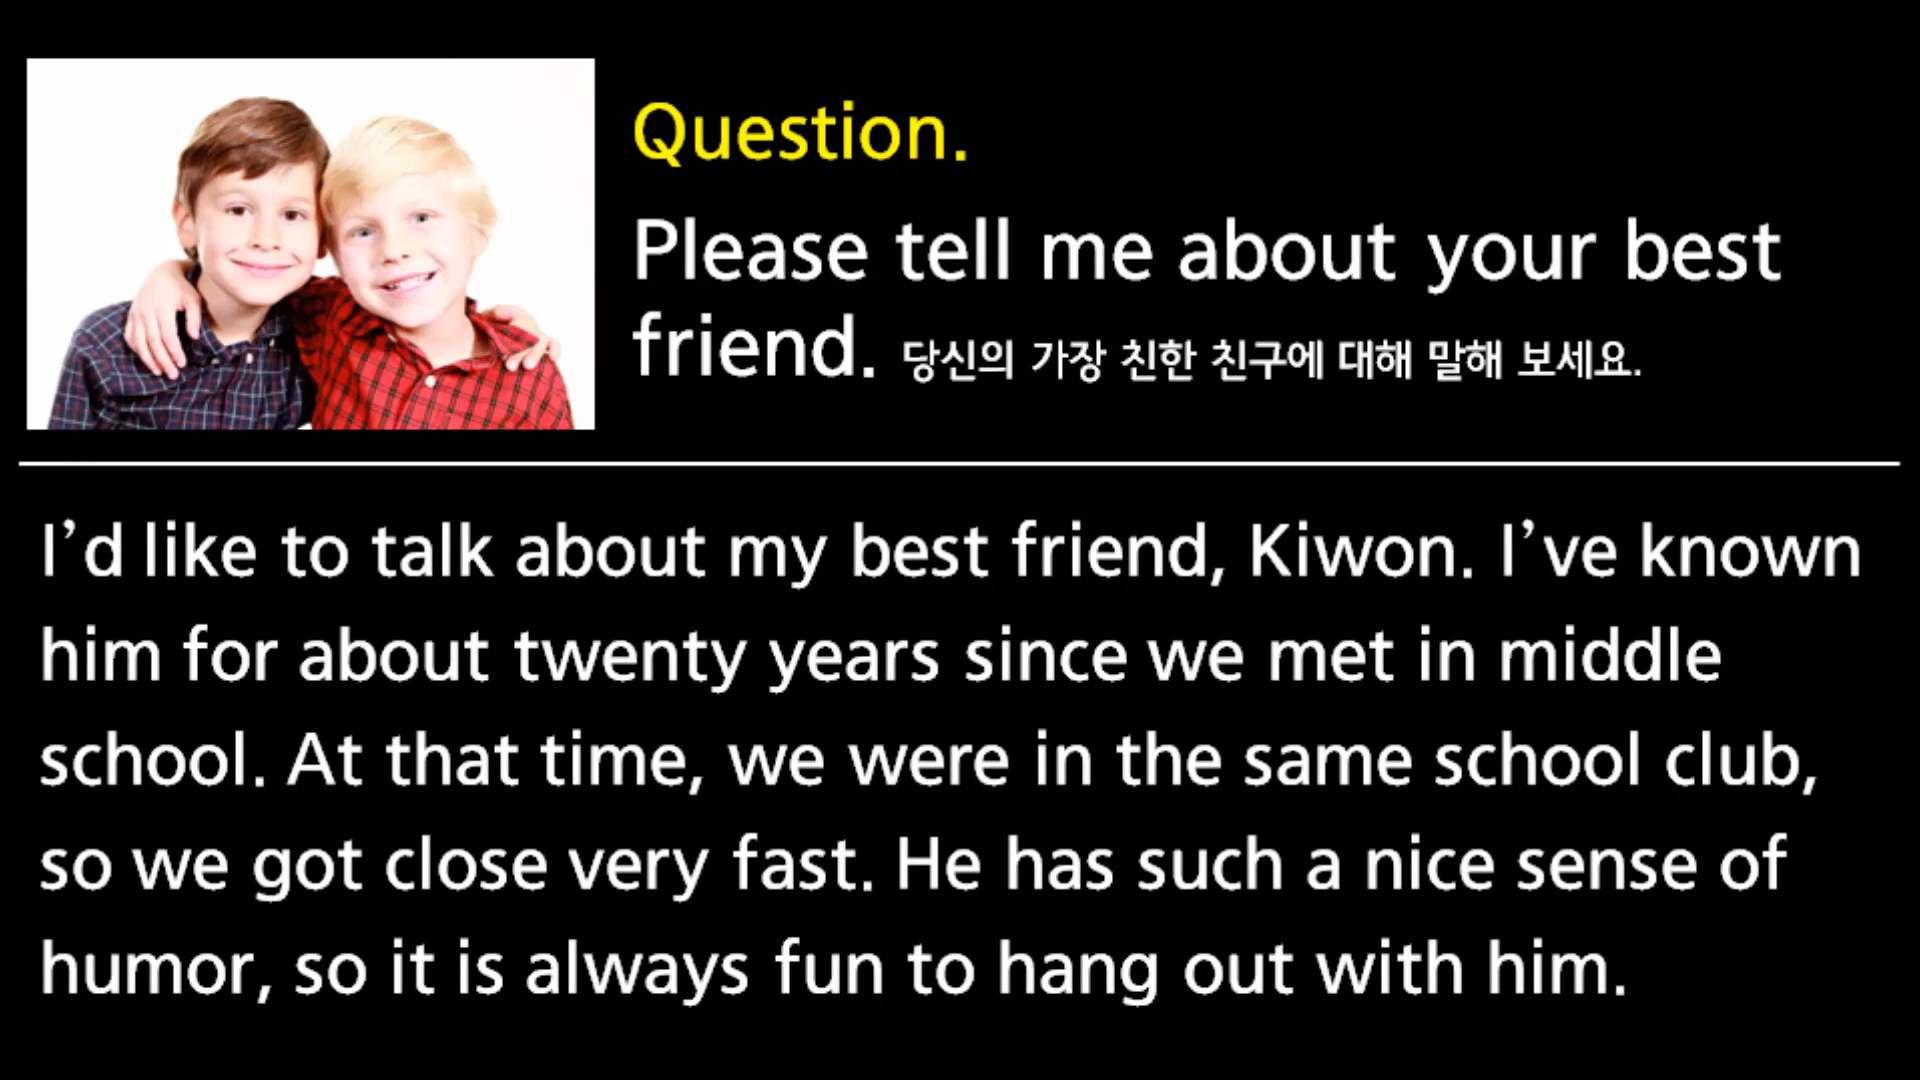 Question.
Please tell me about your best
friend. 당신의 가장 친한 친구에 대해 말해 보세요.
I’d like to talk about my best friend, Kiwon. I’ve known
him for about twenty years since we met in middle
school. At that time, we were in the same school club,
so we got close very fast. He has such a nice sense of
humor, so it is always fun to hang out with him.